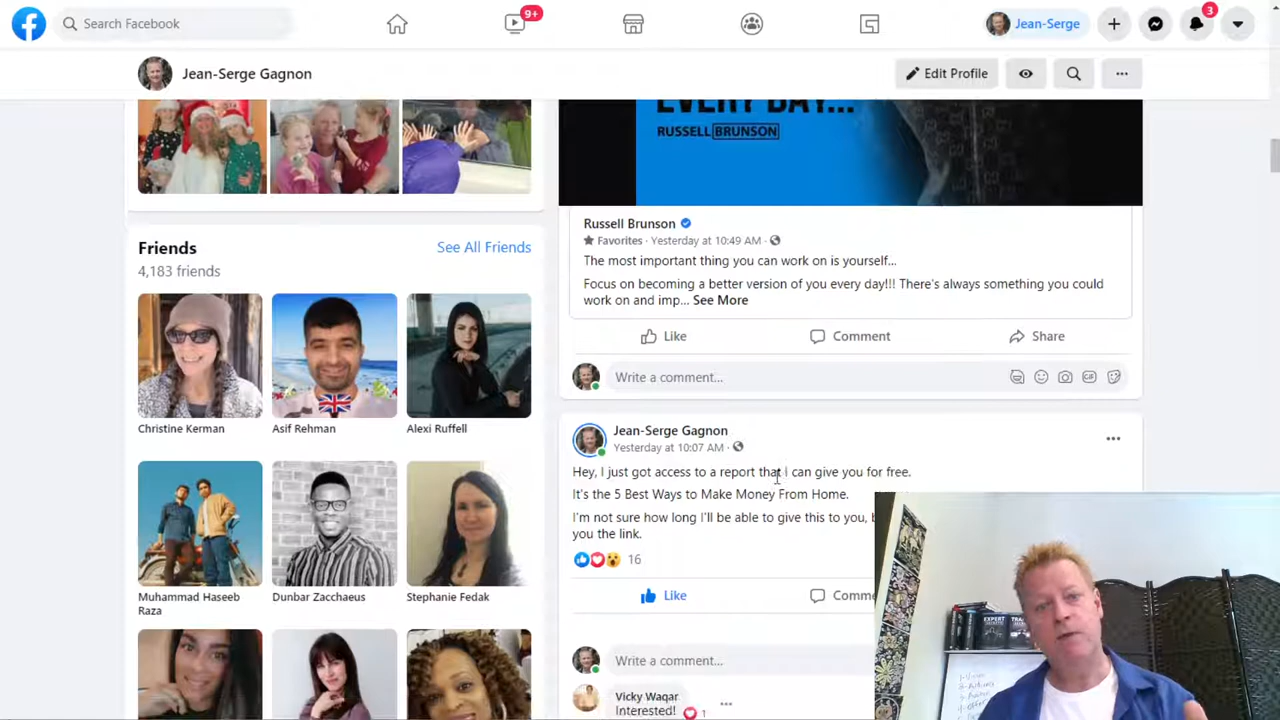 Search Facebook
9+
Jean-Serge
3
Jean-Serge Gagnon
Edit Profile
EVERY DAY...
RUSSELL BRUNSON
Friends
See All Friends
4,183 friends
Christine Kerman
Asif Rehman
Alexi Ruffell
Muhammad Haseeb
Raza
Dunbar Zacchaeus
Stephanie Fedak
Russell Brunson
Favorites · Yesterday at 10:49 AM ·
The most important thing you can work on is yourself...
Focus on becoming a better version of you every day!!! There's always something you could
work on and imp... See More
Like
Comment
Share
Write a comment...
Jean-Serge Gagnon
Yesterday at 10:07 AM ·
Hey, I just got access to a report that i can give you for free.
It's the 5 Best Ways to Make Money From Home.
I'm not sure how long I'll be able to give this to you,
you the link.
16
Like
Write a comment...
Vicky Waqar
Interested!
1
EXPERT